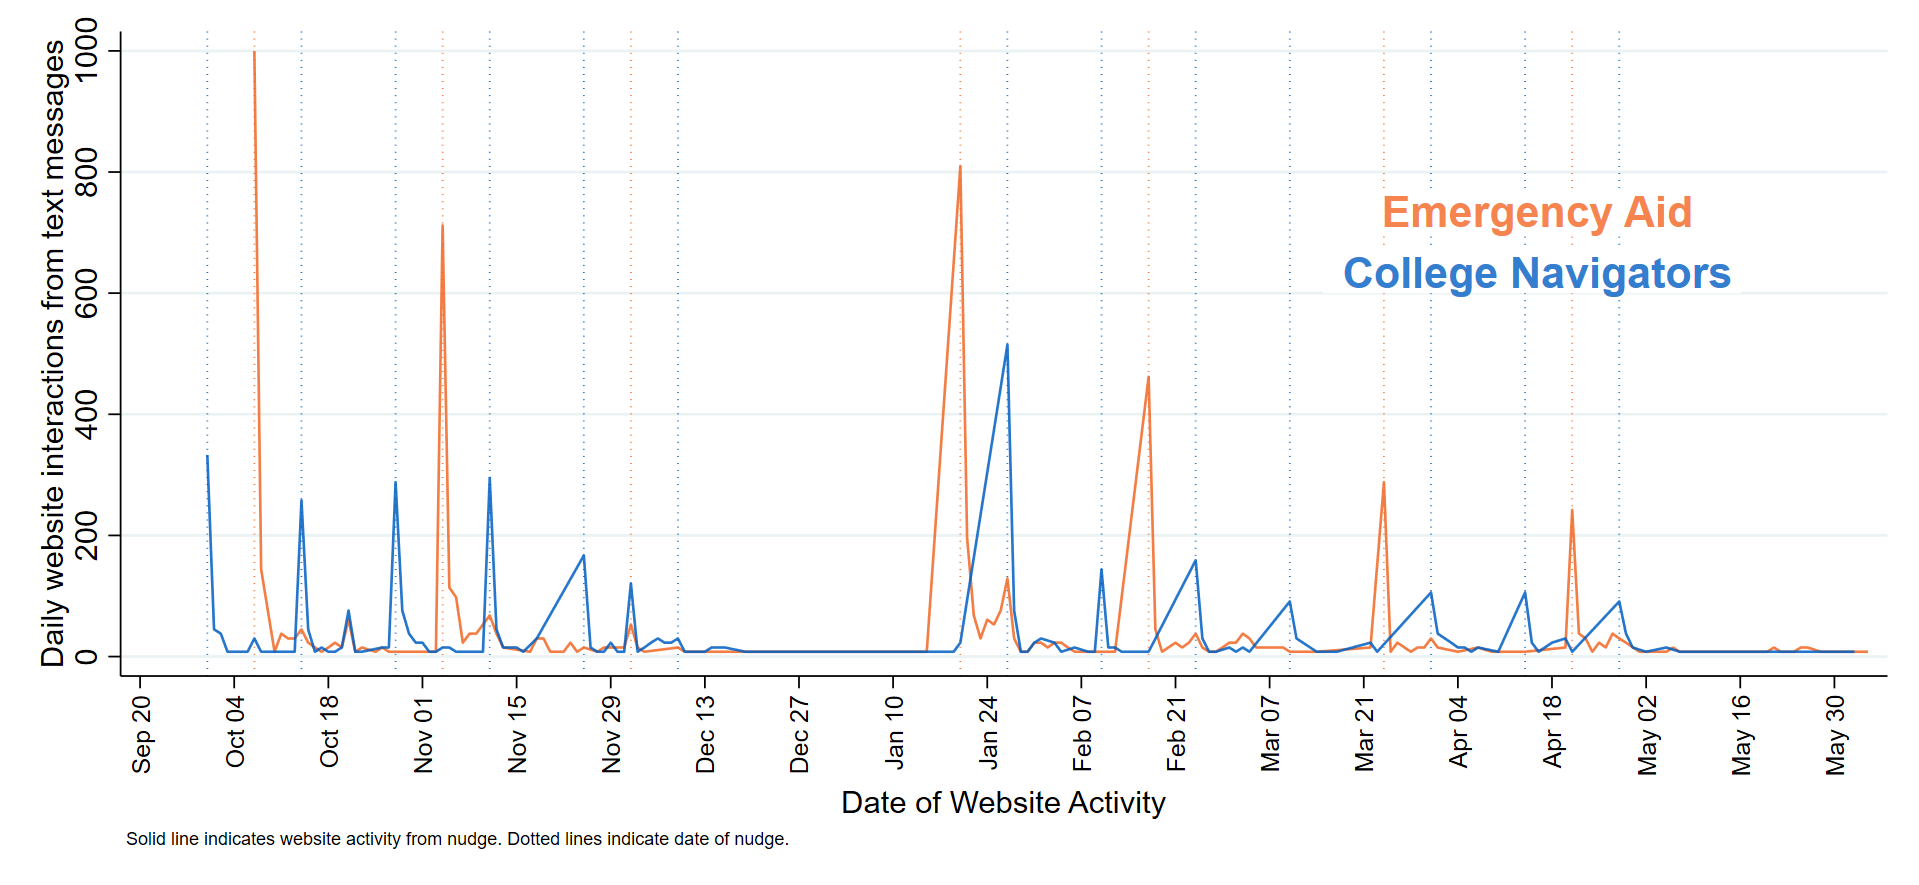 Daily website interactions from text messages
1000
800
600
400
200
0
Emergency Aid
College Navigators
Sep 20
Oct 04
Oct 18
Nov 01
Nov 15
Nov 29
Dec 13
Dec 27
Jan 10
Jan 24
Feb 07
Feb 21
Mar 07
Mar 21
Apr 04
Apr 18
May 02
May 16
May 30
Date of Website Activity
Solid line indicates website activity from nudge. Dotted lines indicate date of nudge.